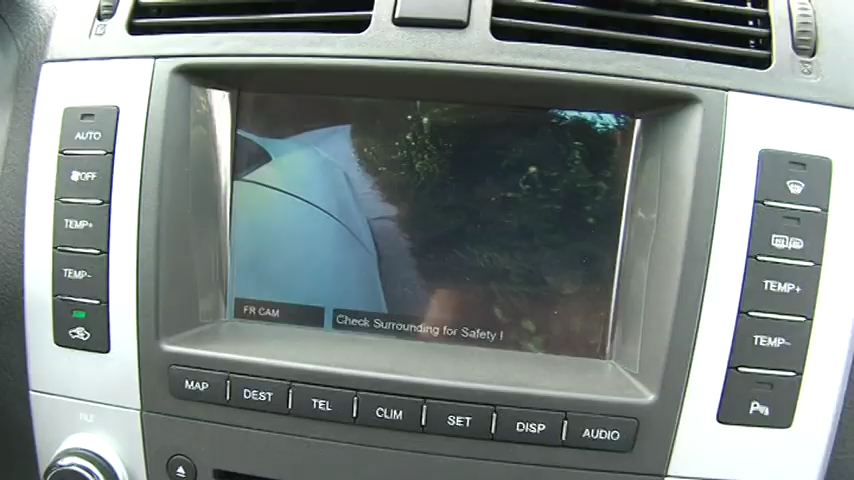 AUTO
OFF
TEMP+
TEMP-
FR CAM
Check Surrounding for Safety !
TEMP+
TEMP-
P
MAP
DEST
TEL
CLIM
SET
DISP
AUDIO
FILE